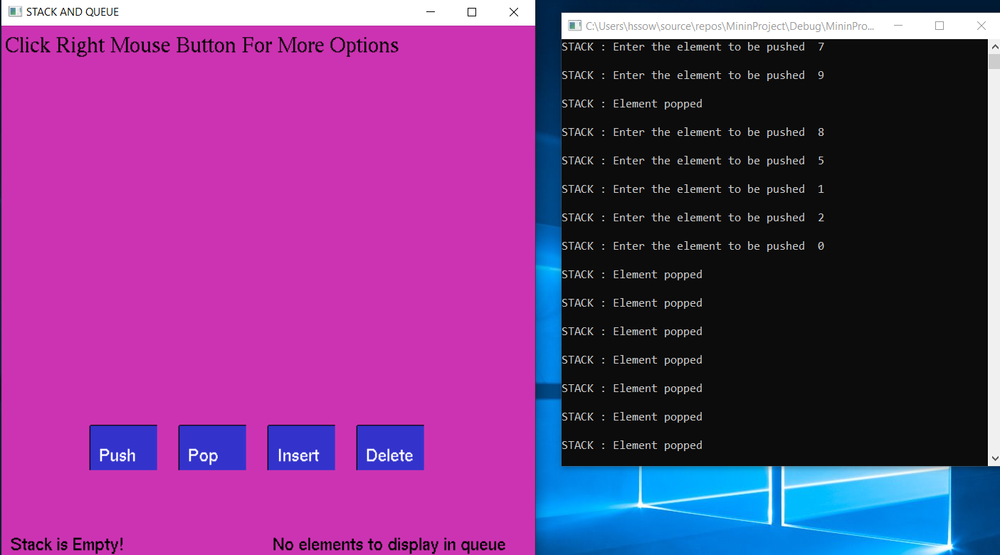 STACK AND QUEUE
Click Right Mouse Button For More Options
Push
Pop
Insert
Delete
Stack is Empty!
No elements to display in queue
C:\Users\hssow\source\repos\MininProject\Debug\MininPro...
STACK : Enter the element to be pushed  7
STACK : Enter the element to be pushed  9
STACK : Element popped
STACK : Enter the element to be pushed  8
STACK : Enter the element to be pushed  5
STACK : Enter the element to be pushed  1
STACK : Enter the element to be pushed  2
STACK : Enter the element to be pushed  0
STACK : Element popped
STACK : Element popped
STACK : Element popped
STACK : Element popped
STACK : Element popped
STACK : Element popped
STACK : Element popped